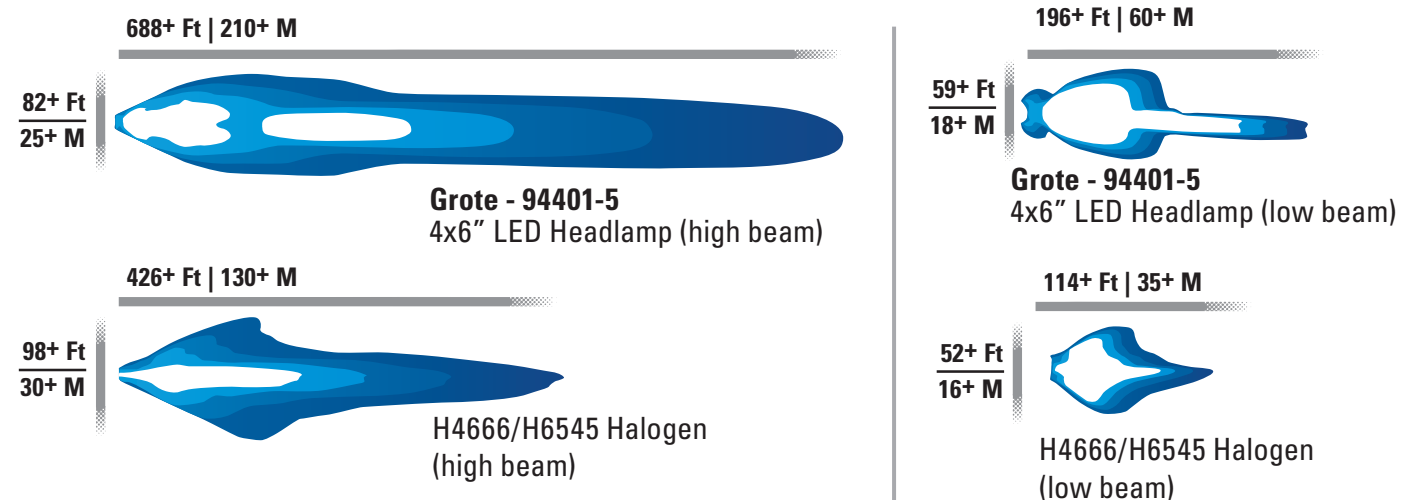 688+ Ft | 210+ M
82+ Ft
25+ M
Grote - 94401-5
4x6” LED Headlamp (high beam)
426+ Ft | 130+ M
98+ Ft
30+ M
H4666/H6545 Halogen
(high beam)
196+ Ft | 60+ M
59+ Ft
18+ M
Grote - 94401-5
4x6” LED Headlamp (low beam)
114+ Ft | 35+ M
52+ Ft
16+ M
H4666/H6545 Halogen
(low beam)